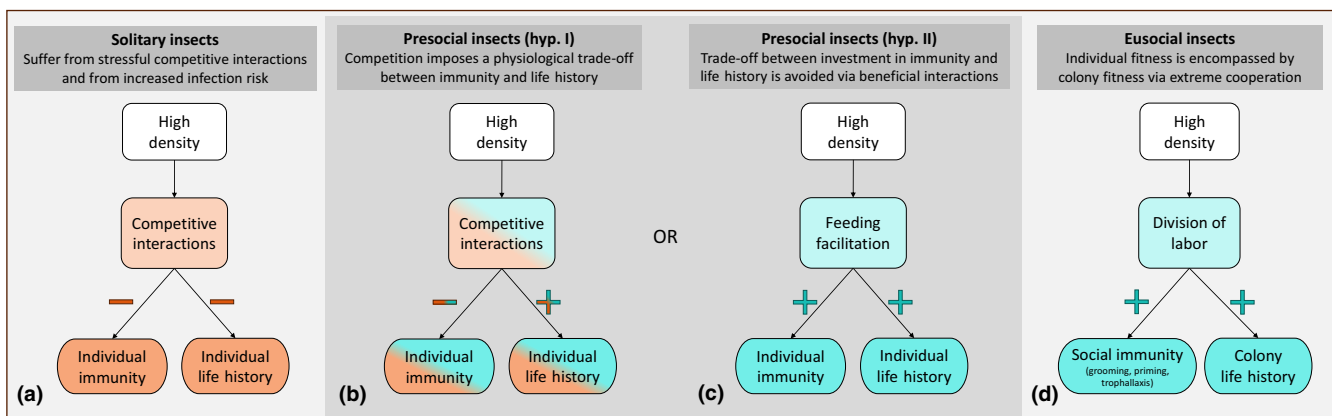 Solitary insects
Suffer from stressful competitive interactions
and from increased infection risk
High
density
Competitive
interactions
Individual
immunity
Individual
life history
(a)
Presocial insects (hyp. I)
Competition imposes a physiological trade-off
between immunity and life history
High
density
Competitive
interactions
Individual
immunity
Individual
life history
(b)
OR
Presocial insects (hyp. II)
Trade-off between investment in immunity and
life history is avoided via beneficial interactions
High
density
Feeding
facilitation
Individual
immunity
Individual
life history
(c)
Eusocial insects
Individual fitness is encompassed by
colony fitness via extreme cooperation
High
density
Division of
labor
Social immunity
(grooming, priming,
trophallaxis)
Colony
life history
(d)